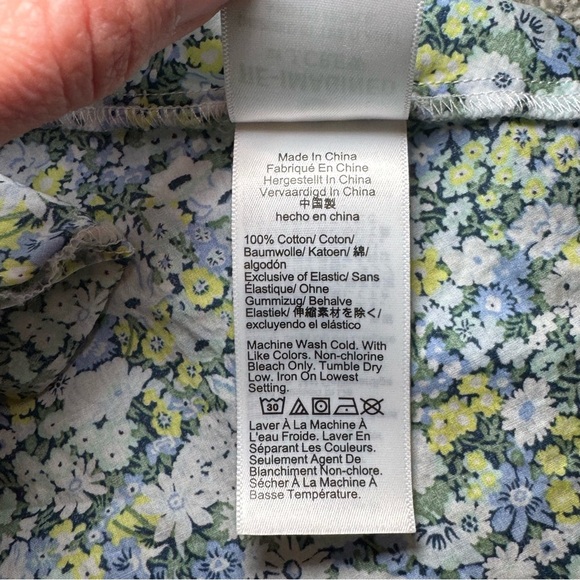 Made In China
Fabriqué En Chine
Hergestellt In China
Vervaardigd In China
中国製
hecho en china
100% Cotton/ Coton/
Baumwolle/ Katoen/ 綿/
algodón
Exclusive of Elastic/ Sans
Élastique/ Ohne
Gummizug/ Behalve
Elastiek/ 伸縮素材を除く/
excluyendo el elástico
Machine Wash Cold. With
Like Colors. Non-chlorine
Bleach Only. Tumble Dry
Low. Iron On Lowest
Setting.
30
Laver À La Machine À
L'eau Froide. Laver En
Séparant Les Couleurs.
Seulement Agent De
Blanchiment Non-chlore.
Sécher À La Machine À
Basse Température.